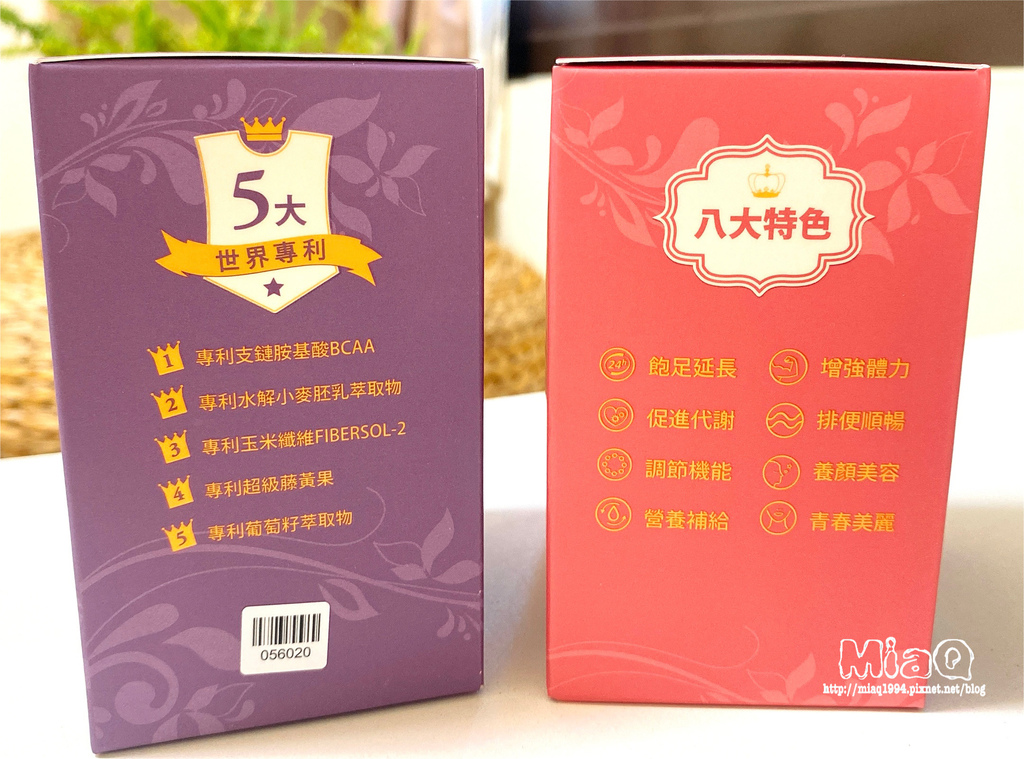 5大
世界專利
1 專利支鏈胺基酸BCAA
2 專利水解小麥胚乳萃取物
3 專利玉米纖維FIBERSOL-2
4 專利超級藤黃果
5 專利葡萄籽萃取物
056020
八大特色
24h 飽足延長
增強體力
促進代謝
排便順暢
調節機能
養顏美容
營養補給
青春美麗
MiaQ
http://miaq1994.pixnet.net/blog